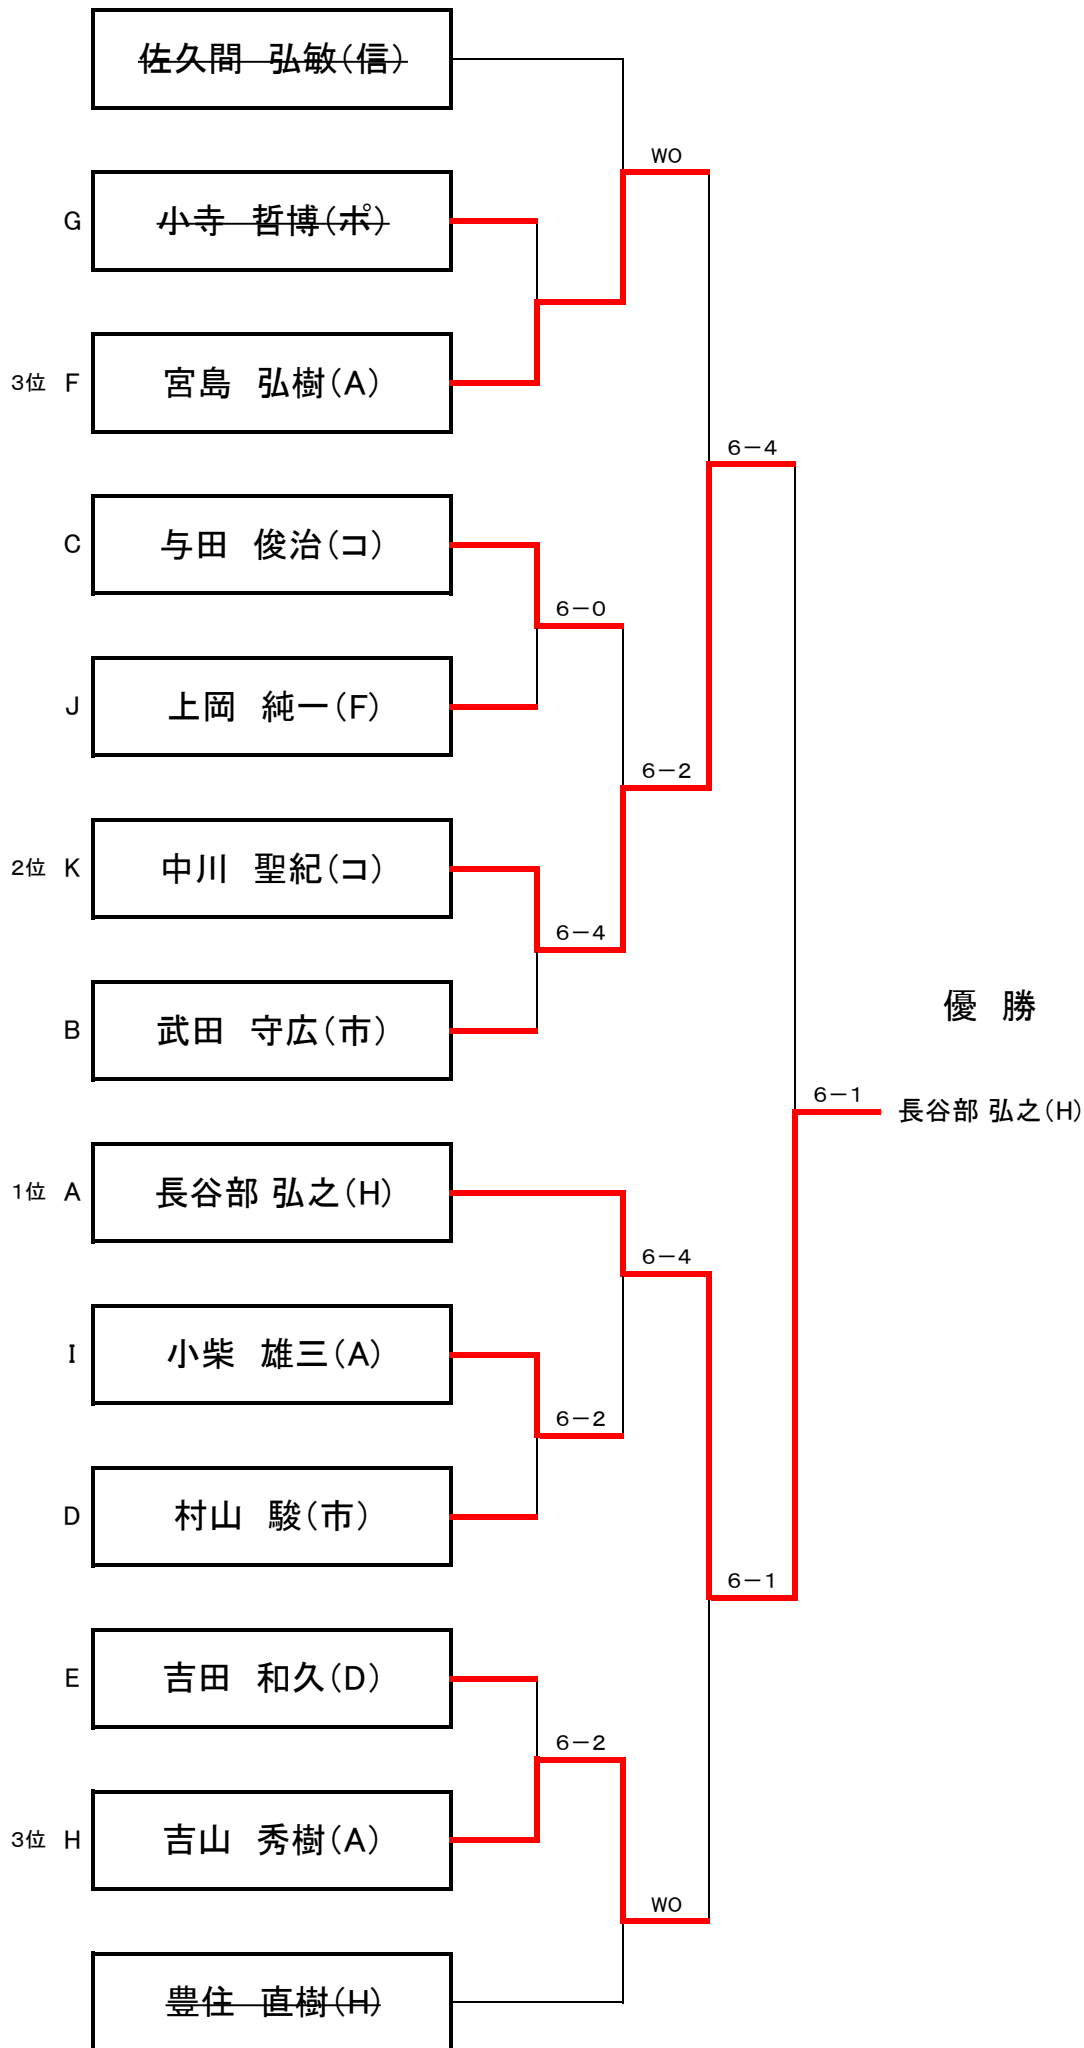 佐久間　弘敏(信)
WO
G 小寺　哲博(ポ)
3位 F 宮島　弘樹(A)
6－4
C 与田　俊治(コ)
6－0
J 上岡　純一(F)
6－2
2位 K 中川　聖紀(コ)
6－4
優　勝
B 武田　守広(市)
6－1
長谷部 弘之(H)
1位 A 長谷部 弘之(H)
6－4
I 小柴　雄三(A)
6－2
D 村山　駿(市)
6－1
E 吉田　和久(D)
6－2
3位 H 吉山　秀樹(A)
WO
豊住　直樹(H)